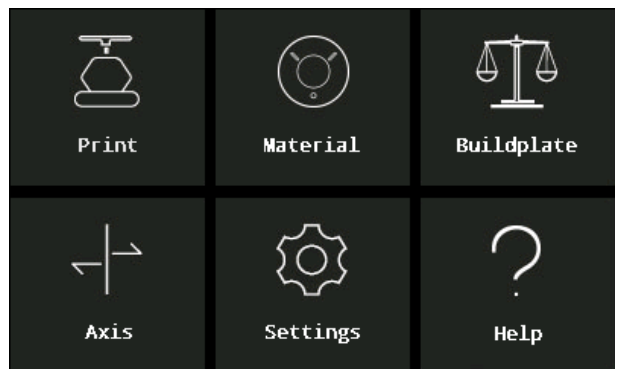 Print
Material
Buildplate
Axis
Settings
Help